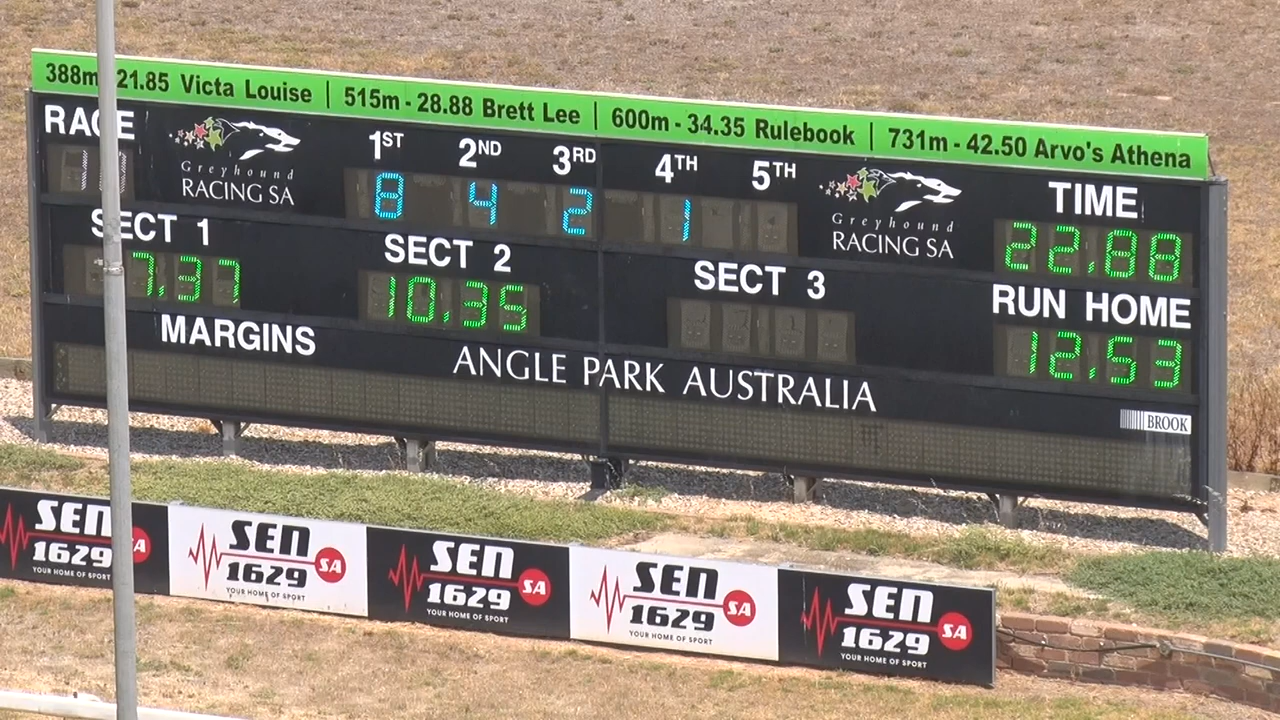 388m 21.85 Victa Louise | 515m - 28.88 Brett Lee | 600m - 34.35 Rulebook | 731m - 42.50 Arvo's Athena
RACE
Greyhound
RACING SA
1ST 2ND 3RD 4TH 5TH
8 4 2 1
Greyhound
RACING SA
TIME
22.88
SECT 1
7.37
SECT 2
10.35
SECT 3
RUN HOME
12.53
MARGINS
ANGLE PARK AUSTRALIA
BROOK
SEN
1629
YOUR HOME OF SPORT
SEN
1629 SA
YOUR HOME OF SPORT
SEN
1629 SA
YOUR HOME OF SPORT
SEN
1629 SA
YOUR HOME OF SPORT
SEN
1629 SA
YOUR HOME OF SPORT